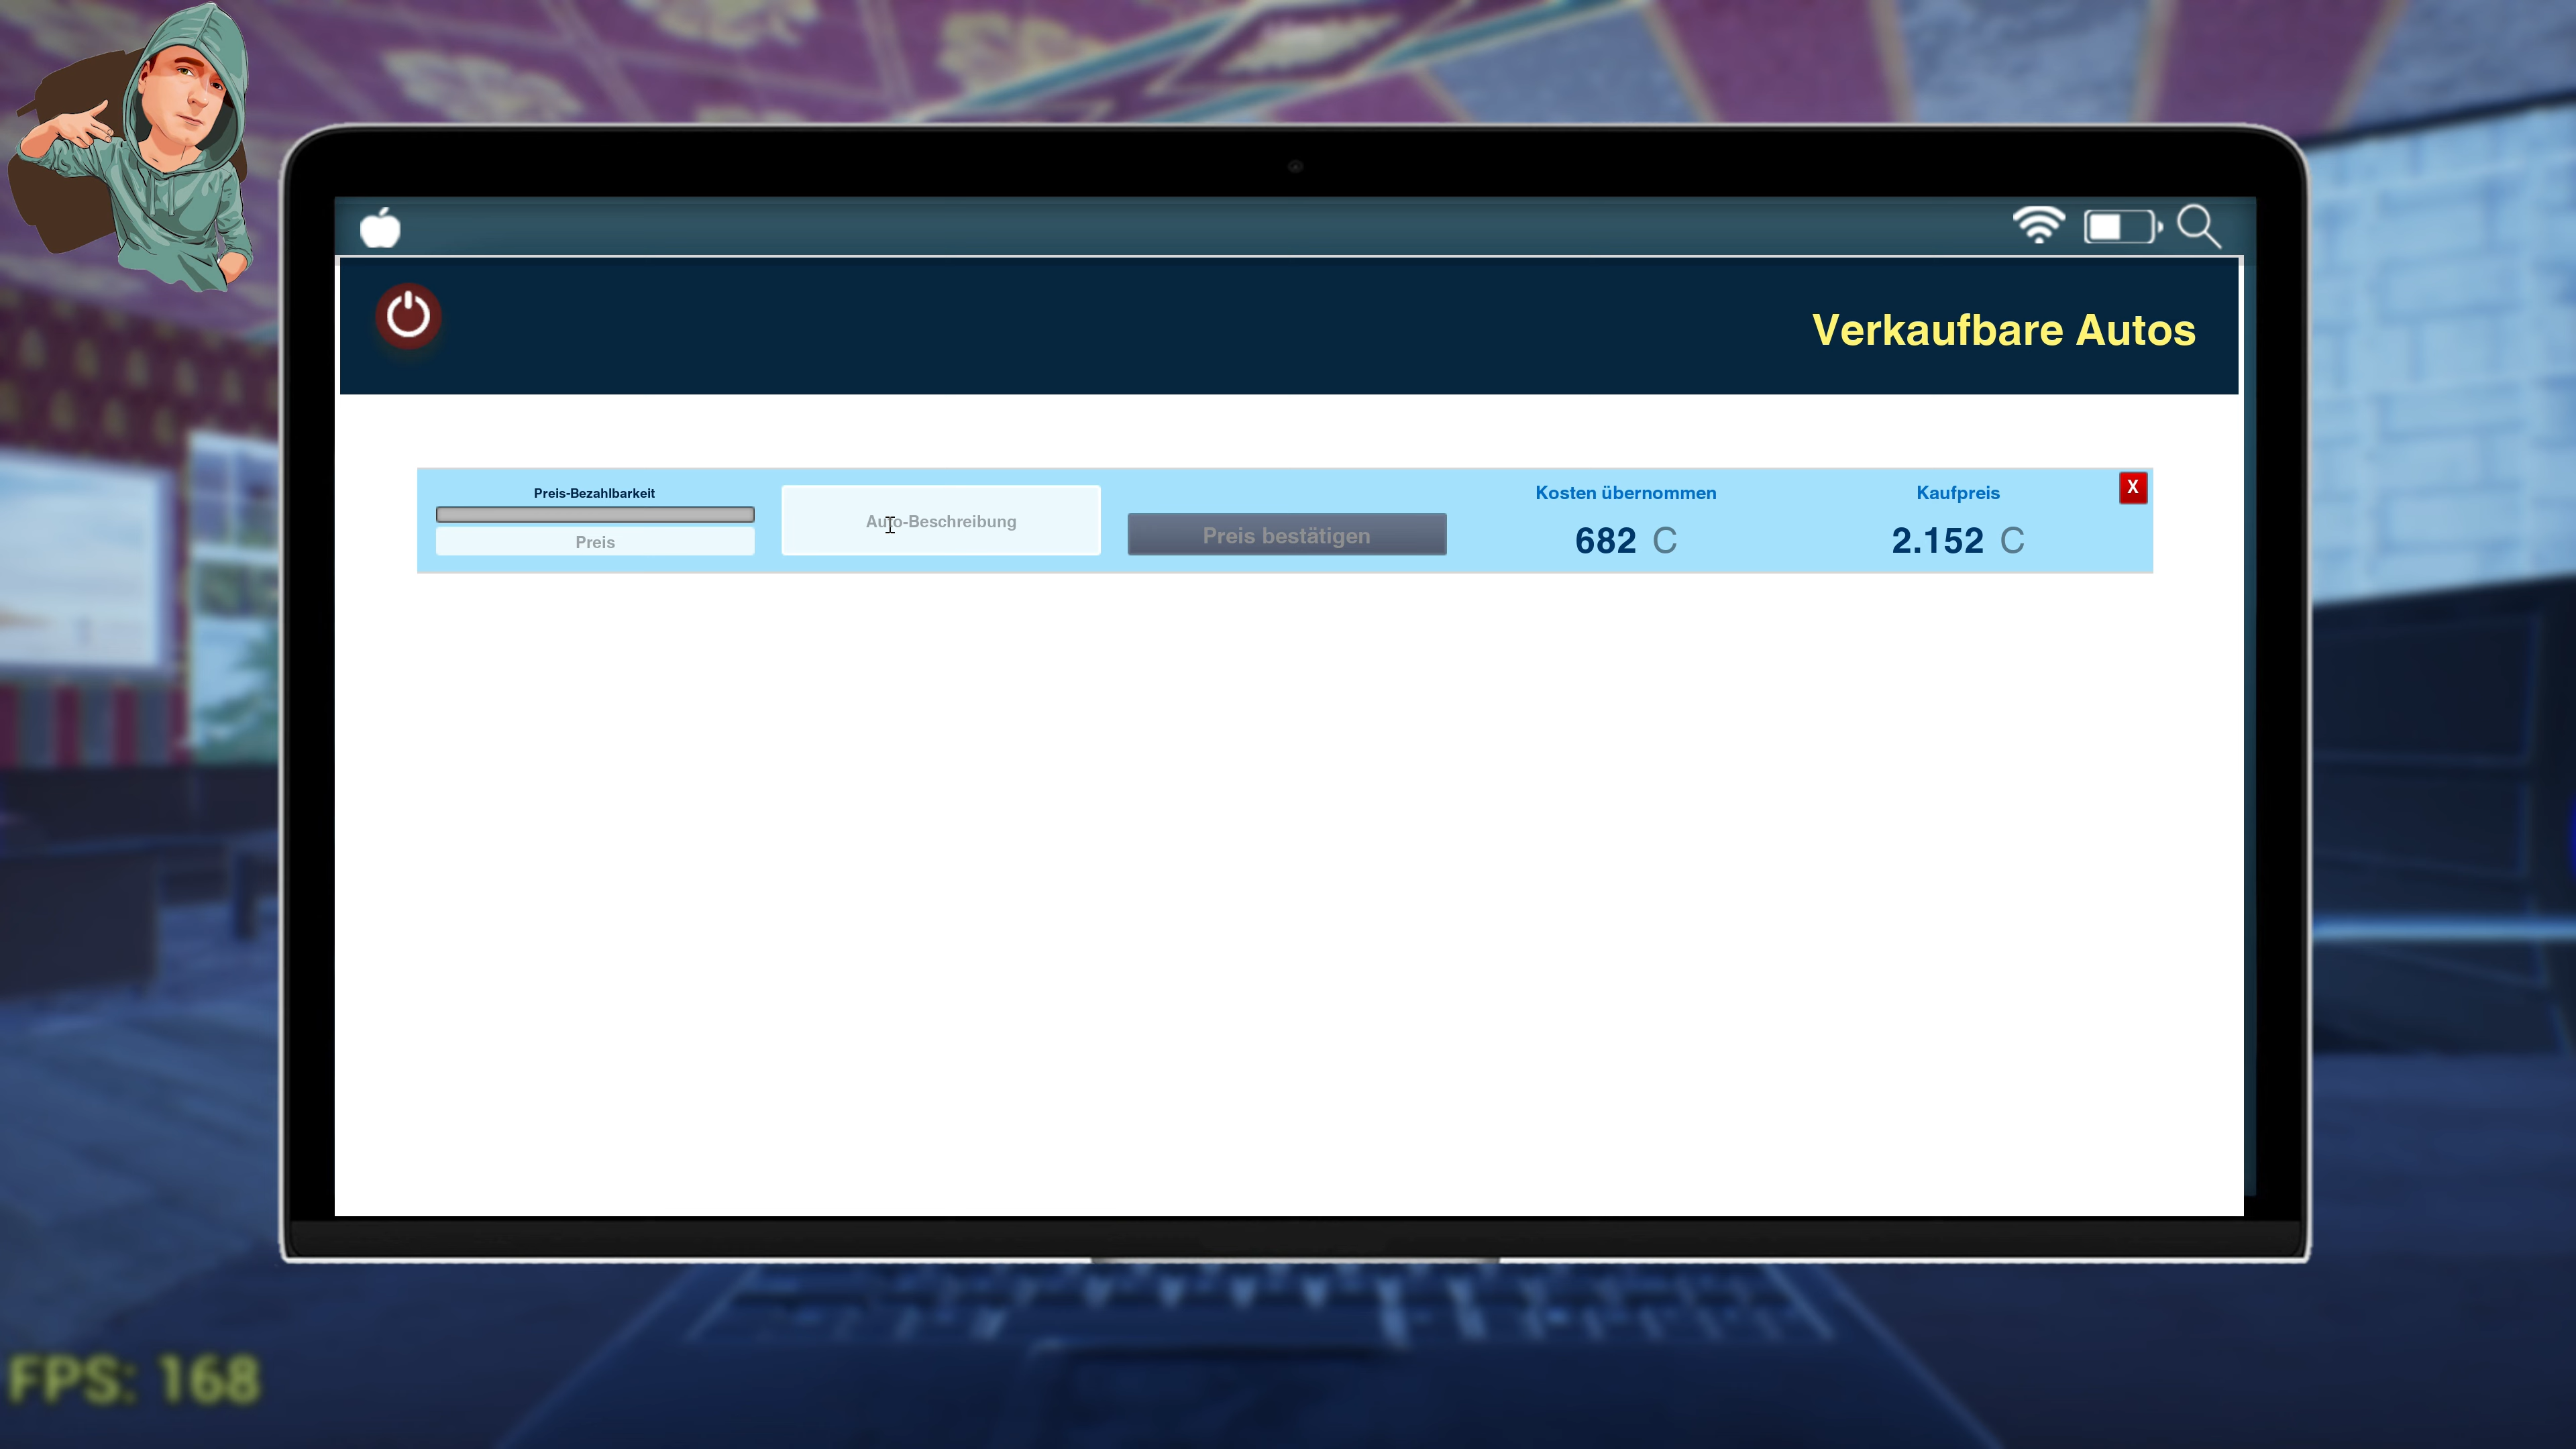 Verkaufbare Autos
Preis-Bezahlbarkeit
Preis
Auto-Beschreibung
Preis bestätigen
Kosten übernommen
682 C
Kaufpreis
2.152 C
X
FPS: 168